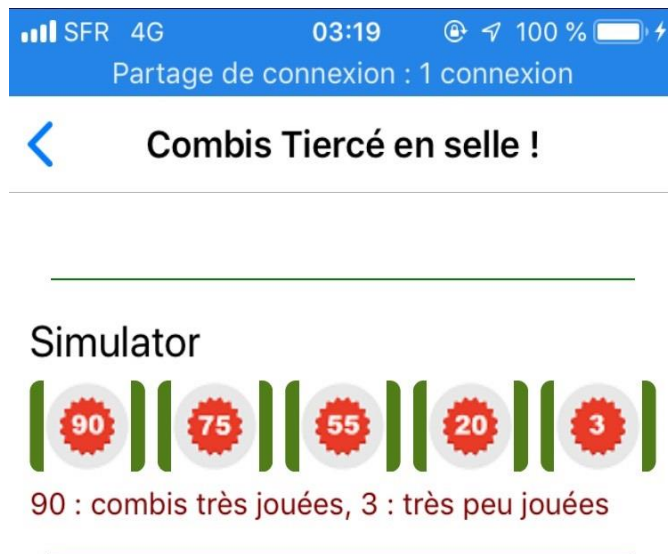 SFR 4G 03:19 100 %
Partage de connexion : 1 connexion
Combis Tiercé en selle !
Simulator
90 75 55 20 3
90 : combis très jouées, 3 : très peu jouées